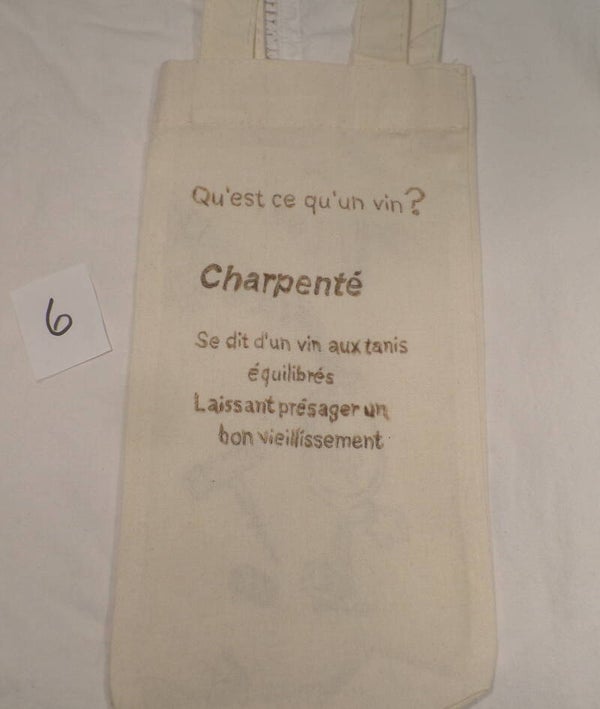 Qu'est ce qu'un vin?
Charpenté
6
Se dit d'un vin aux tanis
équilibrés
Laissant présager un
bon vieillissement